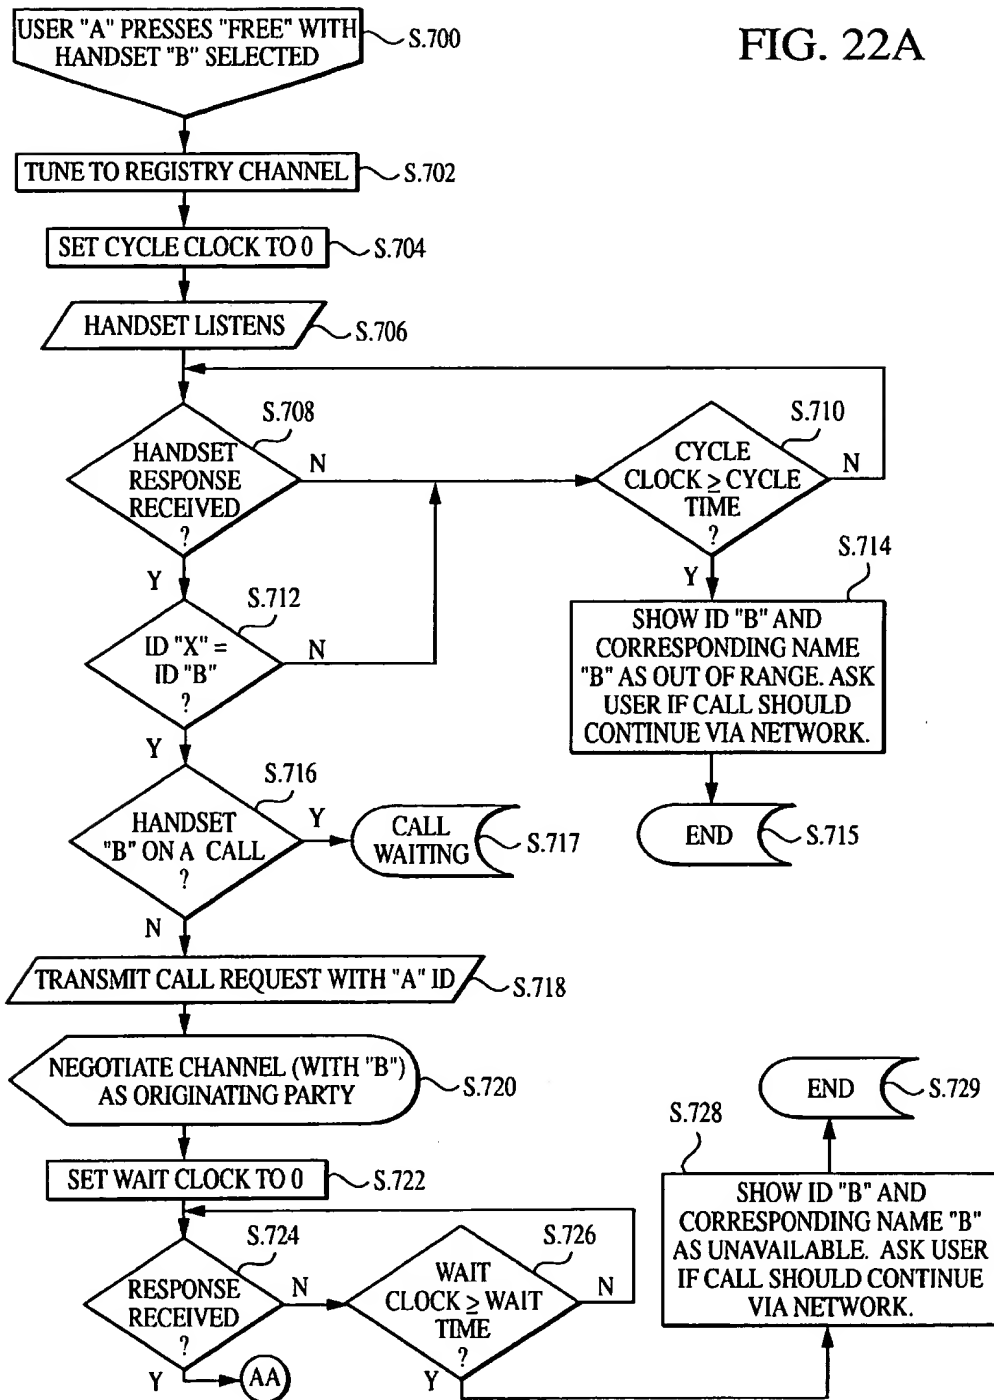 FIG. 22A
USER "A" PRESSES "FREE" WITH
HANDSET "B" SELECTED
S.700
TUNE TO REGISTRY CHANNEL
S.702
SET CYCLE CLOCK TO 0
S.704
HANDSET LISTENS
S.706
S.708
HANDSET
RESPONSE
RECEIVED
?
N
Y
S.710
CYCLE
CLOCK ≥ CYCLE
TIME
?
N
Y
S.712
ID "X" =
ID "B"
?
N
Y
S.714
SHOW ID "B" AND
CORRESPONDING NAME
"B" AS OUT OF RANGE. ASK
USER IF CALL SHOULD
CONTINUE VIA NETWORK.
END
S.715
S.716
HANDSET
"B" ON A CALL
?
Y
N
CALL
WAITING
S.717
TRANSMIT CALL REQUEST WITH "A" ID
S.718
NEGOTIATE CHANNEL (WITH "B")
AS ORIGINATING PARTY
S.720
SET WAIT CLOCK TO 0
S.722
S.724
RESPONSE
RECEIVED
?
N
Y
AA
S.726
WAIT
CLOCK ≥ WAIT
TIME
?
N
Y
S.728
SHOW ID "B" AND
CORRESPONDING NAME "B"
AS UNAVAILABLE. ASK USER
IF CALL SHOULD CONTINUE
VIA NETWORK.
END
S.729